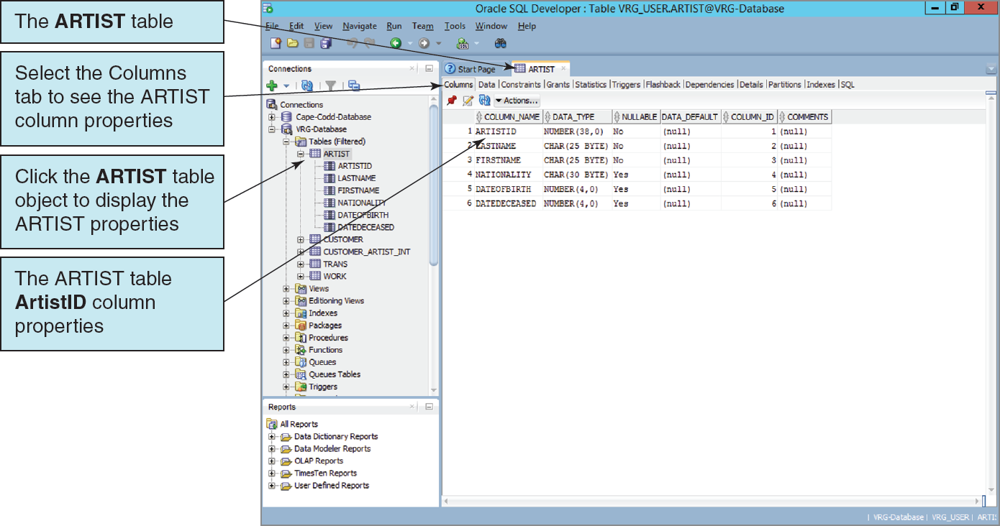 The ARTIST table
Select the Columns
tab to see the ARTIST
column properties
Click the ARTIST table
object to display the
ARTIST properties
The ARTIST table
ArtistID column
properties
Oracle SQL Developer : Table VRG_USER.ARTIST@VRG-Database
File Edit View Navigate Run Team Tools Window Help
Connections
Connections
Cape-Codd-Database
VRG-Database
Tables (Filtered)
ARTIST
ARTISTID
LASTNAME
FIRSTNAME
NATIONALITY
DATEOFBIRTH
DATEDECEASED
CUSTOMER
CUSTOMER_ARTIST_INT
TRANS
WORK
Views
Editioning Views
Indexes
Packages
Procedures
Functions
Queues
Queues Tables
Triggers
Reports
All Reports
Data Dictionary Reports
Data Modeler Reports
OLAP Reports
TimesTen Reports
User Defined Reports
Start Page ARTIST
Columns Data | Constraints | Grants | Statistics | Triggers | Flashback | Dependencies | Details | Partitions | Indexes | SQL
Actions...
COLUMN_NAME DATA_TYPE NULLABLE DATA_DEFAULT COLUMN_ID COMMENTS
1 ARTISTID NUMBER(38,0) No (null) 1 (null)
2 LASTNAME CHAR(25 BYTE) No (null) 2 (null)
3 FIRSTNAME CHAR(25 BYTE) No (null) 3 (null)
4 NATIONALITY CHAR(30 BYTE) Yes (null) 4 (null)
5 DATEOFBIRTH NUMBER(4,0) Yes (null) 5 (null)
6 DATEDECEASED NUMBER(4,0) Yes (null) 6 (null)
| VRG-Database | VRG_USER | ARTIS